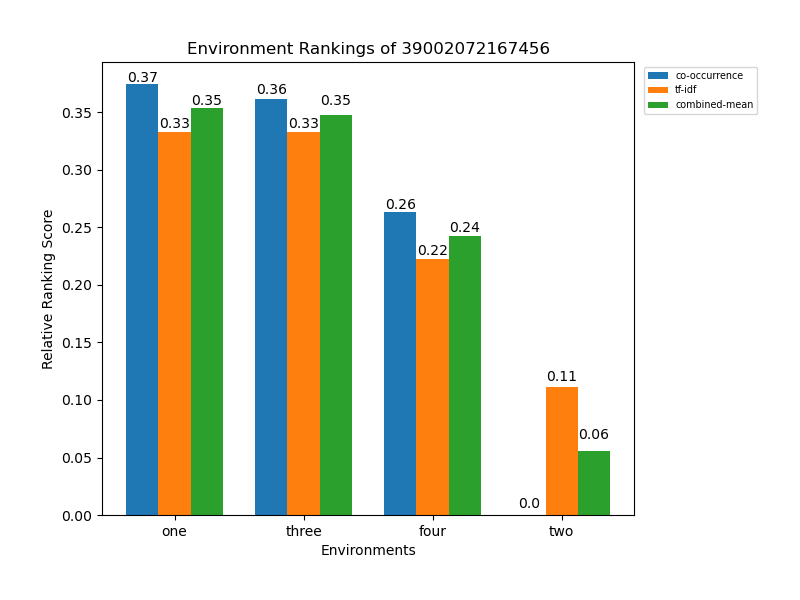 Environment Rankings of 39002072167456
co-occurrence
tf-idf
combined-mean
Relative Ranking Score
0.35
0.30
0.25
0.20
0.15
0.10
0.05
0.00
0.37
0.33
0.35
0.36
0.33
0.35
0.26
0.22
0.24
0.0
0.11
0.06
one three four two
Environments